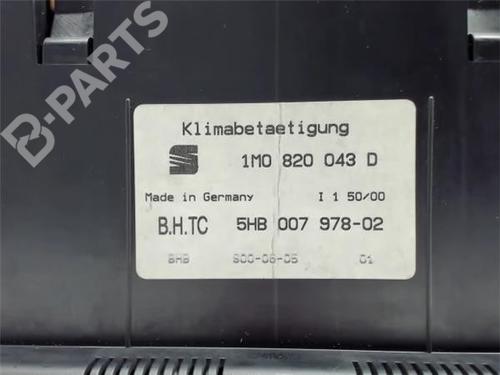 B-PARTS
Klimabetaetigung
1M0 820 043 D
Made in Germany I 1 50/00
B.H.TC 5HB 007 978-02
BHB S00-06-05 01